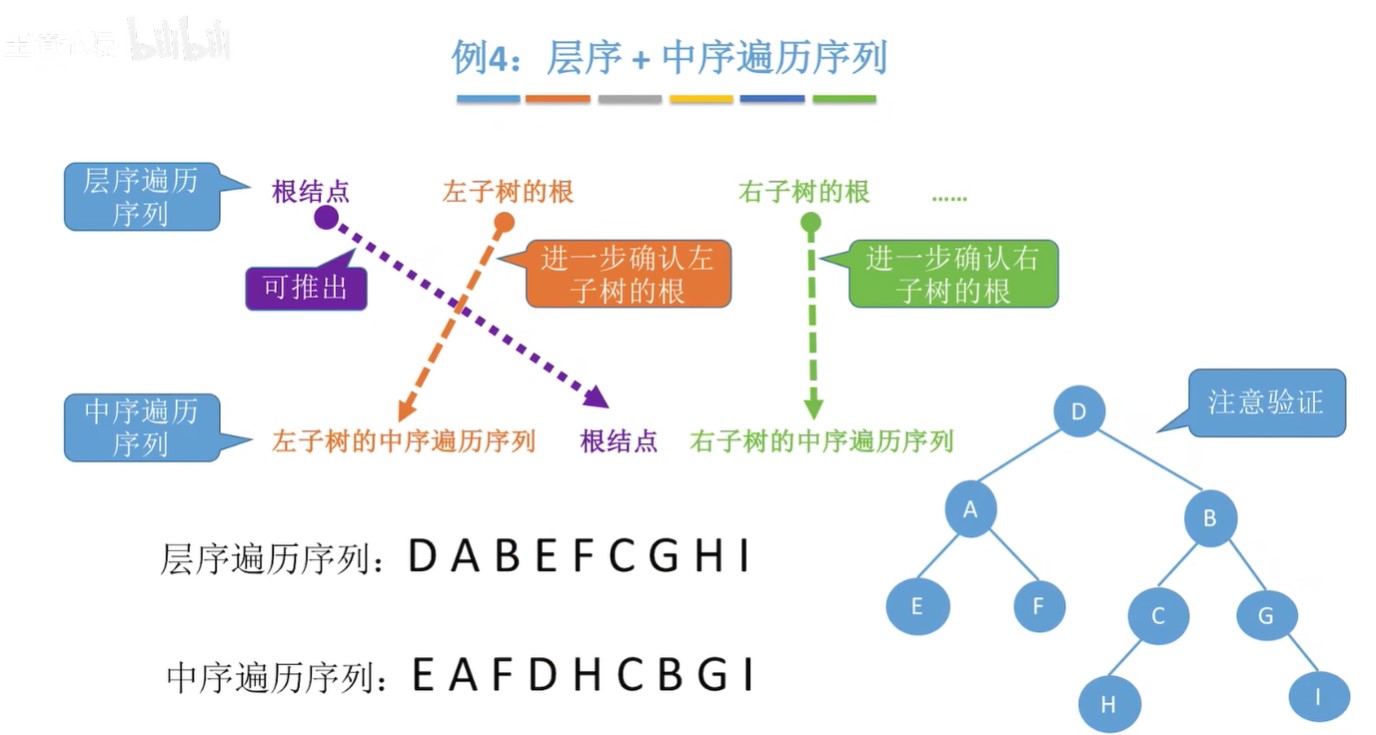 bilibili
例4：层序 + 中序遍历序列
层序遍历
序列
根结点
左子树的根
右子树的根
……
可推出
进一步确认左
子树的根
进一步确认右
子树的根
中序遍历
序列
左子树的中序遍历序列
根结点
右子树的中序遍历序列
注意验证
D
A
B
E
F
C
G
H
I
层序遍历序列：D A B E F C G H I
中序遍历序列：E A F D H C B G I